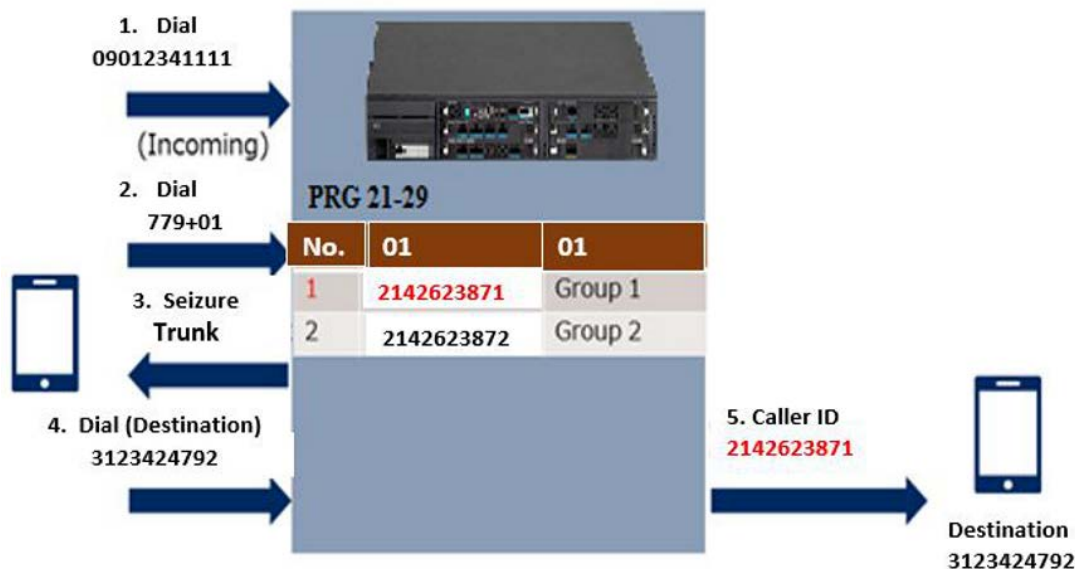 1. Dial
09012341111
(Incoming)
2. Dial
779+01
3. Seizure
Trunk
4. Dial (Destination)
3123424792
PRG 21-29
No. 01 01
1 2142623871 Group 1
2 2142623872 Group 2
5. Caller ID
2142623871
Destination
3123424792